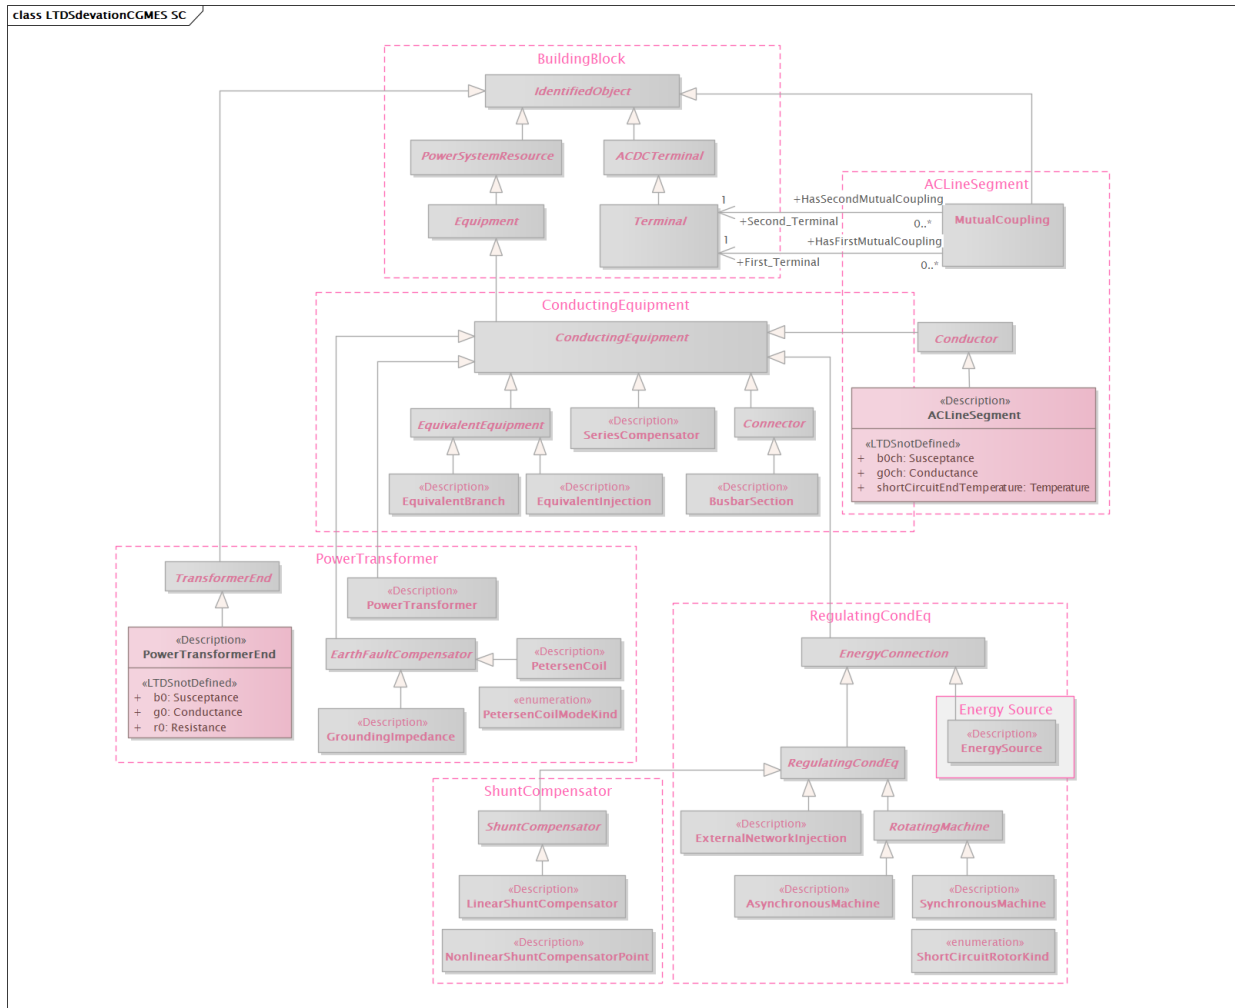 class LTDSdevationCGMES SC
BuildingBlock
IdentifiedObject
PowerSystemResource
ACDCTerminal
Equipment
Terminal
1
+HasSecondMutualCoupling
+Second_Terminal
0..*
1
+HasFirstMutualCoupling
+First_Terminal
0..*
ACLineSegment
MutualCoupling
Conductor
«Description»
ACLineSegment
«LTDSnotDefined»
+ b0ch: Susceptance
+ g0ch: Conductance
+ shortCircuitEndTemperature: Temperature
ConductingEquipment
ConductingEquipment
EquivalentEquipment
«Description»
SeriesCompensator
Connector
«Description»
EquivalentBranch
«Description»
EquivalentInjection
«Description»
BusbarSection
PowerTransformer
TransformerEnd
«Description»
PowerTransformer
«Description»
PowerTransformerEnd
«LTDSnotDefined»
+ b0: Susceptance
+ g0: Conductance
+ r0: Resistance
EarthFaultCompensator
«Description»
PetersenCoil
«enumeration»
PetersenCoilModeKind
«Description»
GroundingImpedance
RegulatingCondEq
EnergyConnection
Energy Source
«Description»
EnergySource
RegulatingCondEq
«Description»
ExternalNetworkInjection
RotatingMachine
«Description»
AsynchronousMachine
«Description»
SynchronousMachine
«enumeration»
ShortCircuitRotorKind
ShuntCompensator
ShuntCompensator
«Description»
LinearShuntCompensator
«Description»
NonlinearShuntCompensatorPoint